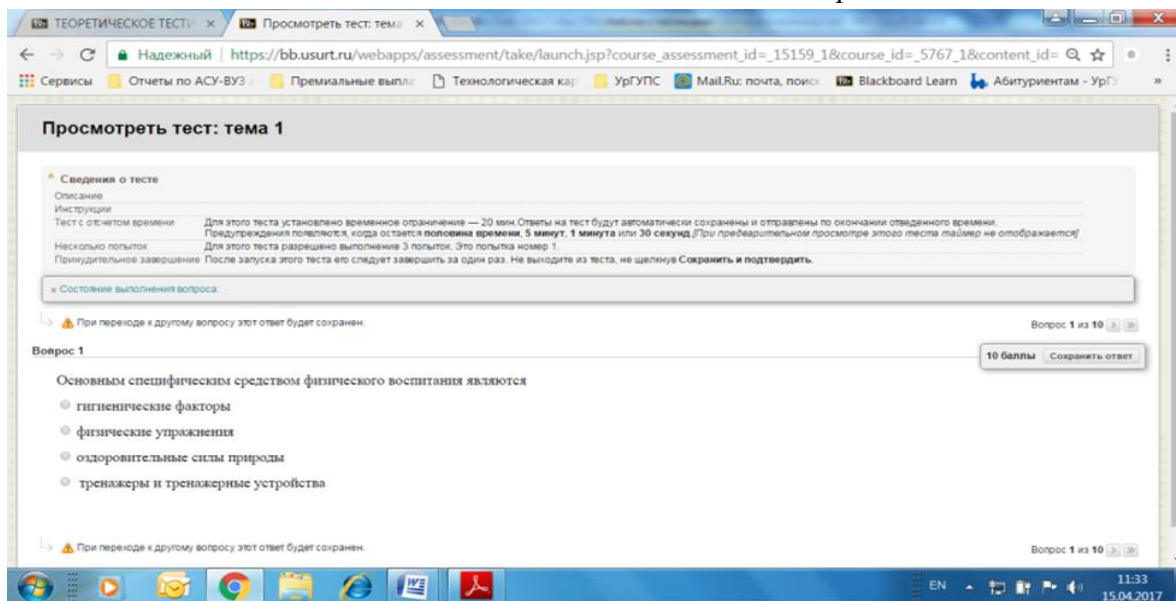 ТЕОРЕТИЧЕСКОЕ ТЕСТИ
Просмотреть тест: тема
Надежный | https://bb.usurt.ru/webapps/assessment/take/launch.jsp?course_assessment_id=_15159_1&course_id=_5767_1&content_id=
Сервисы Отчеты по АСУ-ВУЗ Премиальные выпла Технологическая кар УрГУПС Mail.Ru: почта, поиск Blackboard Learn Абитуриентам - УрГ »
Просмотреть тест: тема 1
Сведения о тесте
Описание
Инструкции
Тест с отсчетом времени Для этого теста установлено временное ограничение — 20 мин.Ответы на тест будут автоматически сохранены и отправлены по окончании отведенного времени.
Предупреждения появляются, когда остается половина времени, 5 минут, 1 минута или 30 секунд.[При предварительном просмотре этого теста таймер не отображается]
Несколько попыток Для этого теста разрешено выполнение 3 попыток. Это попытка номер 1.
Принудительное завершение После запуска этого теста его следует завершить за один раз. Не выходите из теста, не щелкнув Сохранить и подтвердить.
Состояние выполнения вопроса:
При переходе к другому вопросу этот ответ будет сохранен. Вопрос 1 из 10
Вопрос 1
10 баллы Сохранить ответ
Основным специфическим средством физического воспитания являются
гигиенические факторы
физические упражнения
оздоровительные силы природы
тренажеры и тренажерные устройства
При переходе к другому вопросу этот ответ будет сохранен. Вопрос 1 из 10
EN
11:33
15.04.2017